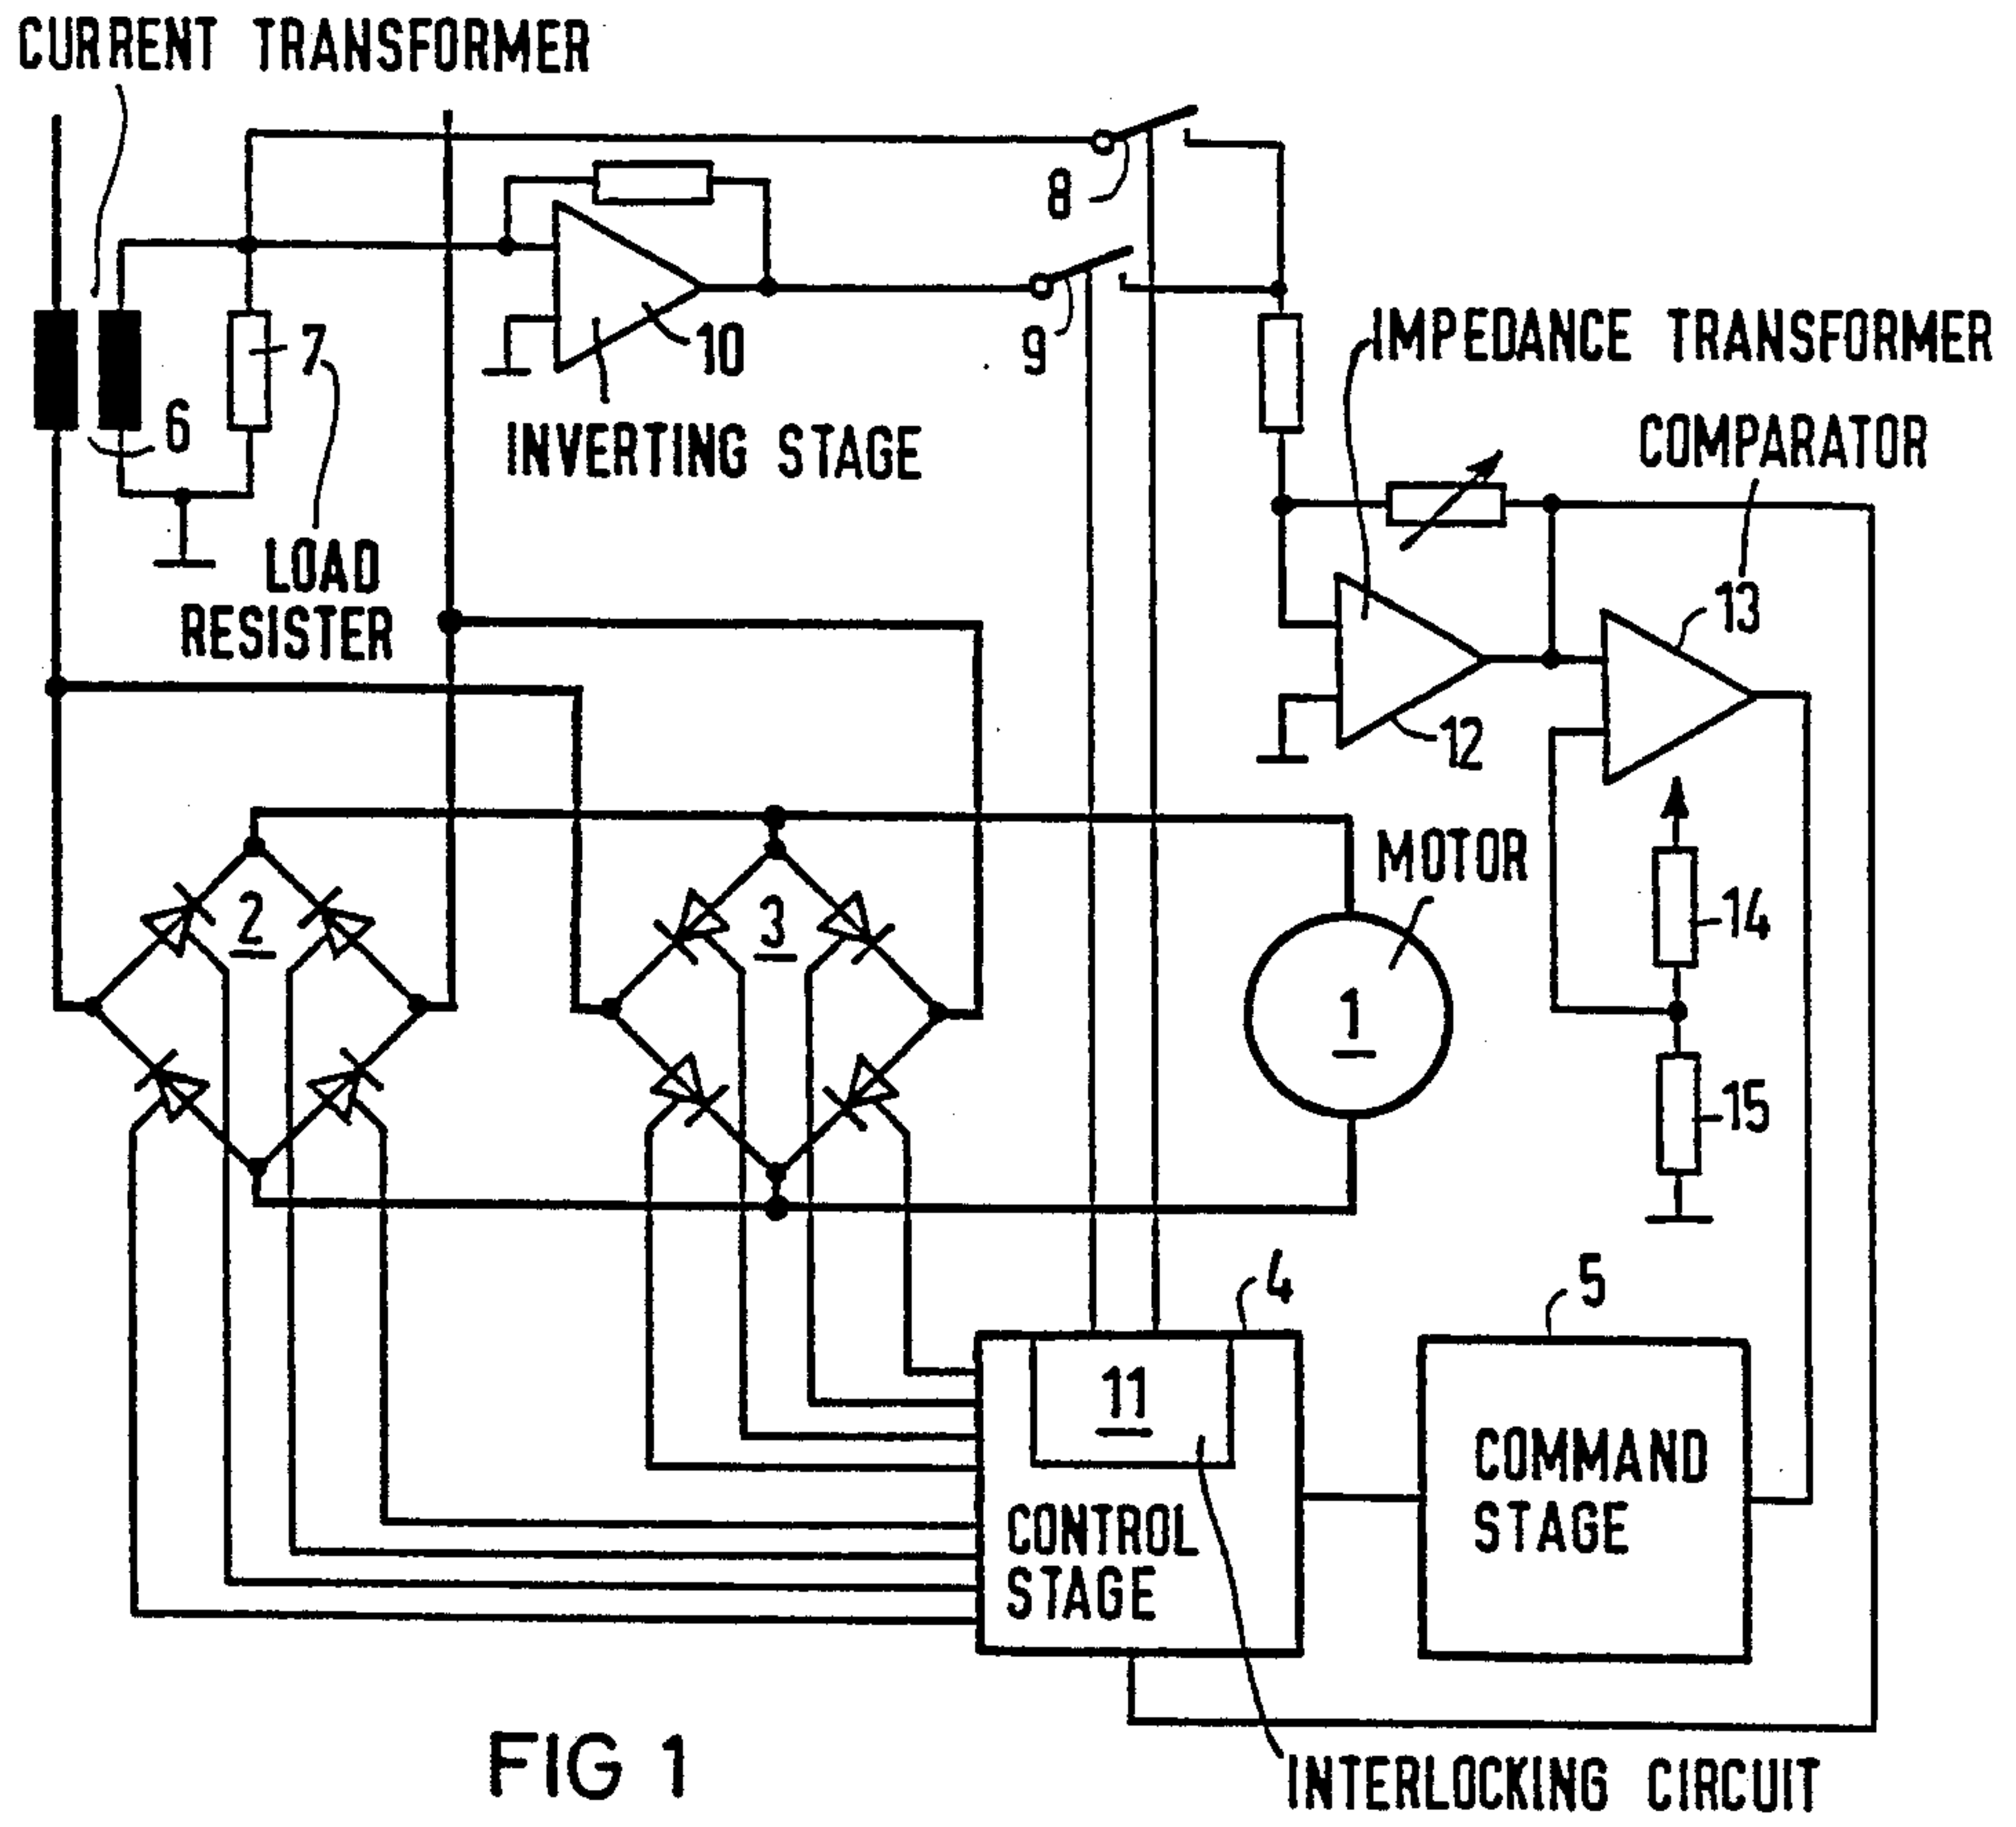 CURRENT TRANSFORMER
8
10
9
7
6
IMPEDANCE TRANSFORMER
INVERTING STAGE
COMPARATOR
LOAD
RESISTER
13
12
MOTOR
2
3
14
1
15
4
5
11
COMMAND
STAGE
CONTROL
STAGE
FIG 1
INTERLOCKING CIRCUIT